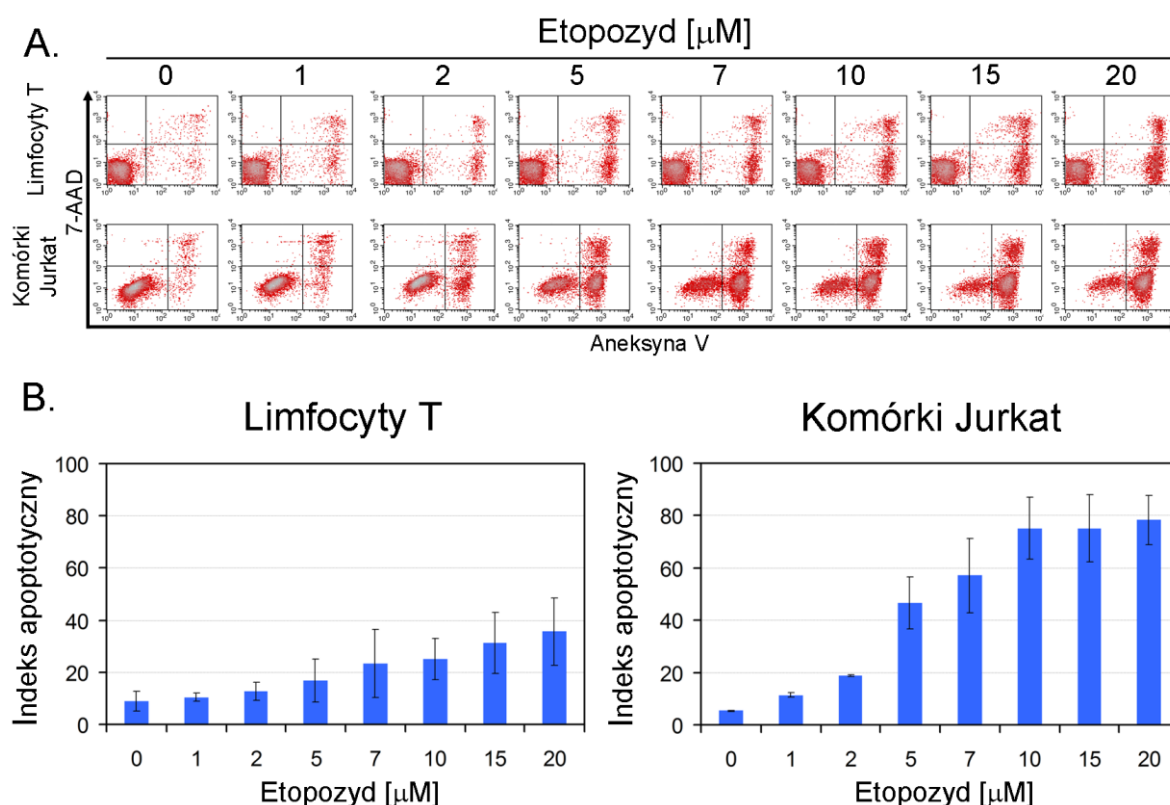 A.
Etopozyd [µM]
0 1 2 5 7 10 15 20
Limfocyty T
Komórki
Jurkat
7-AAD
Aneksyna V
B.
Limfocyty T
Indeks apoptotyczny
100
80
60
40
20
0
0 1 2 5 7 10 15 20
Etopozyd [µM]
Komórki Jurkat
Indeks apoptotyczny
100
80
60
40
20
0
0 1 2 5 7 10 15 20
Etopozyd [µM]